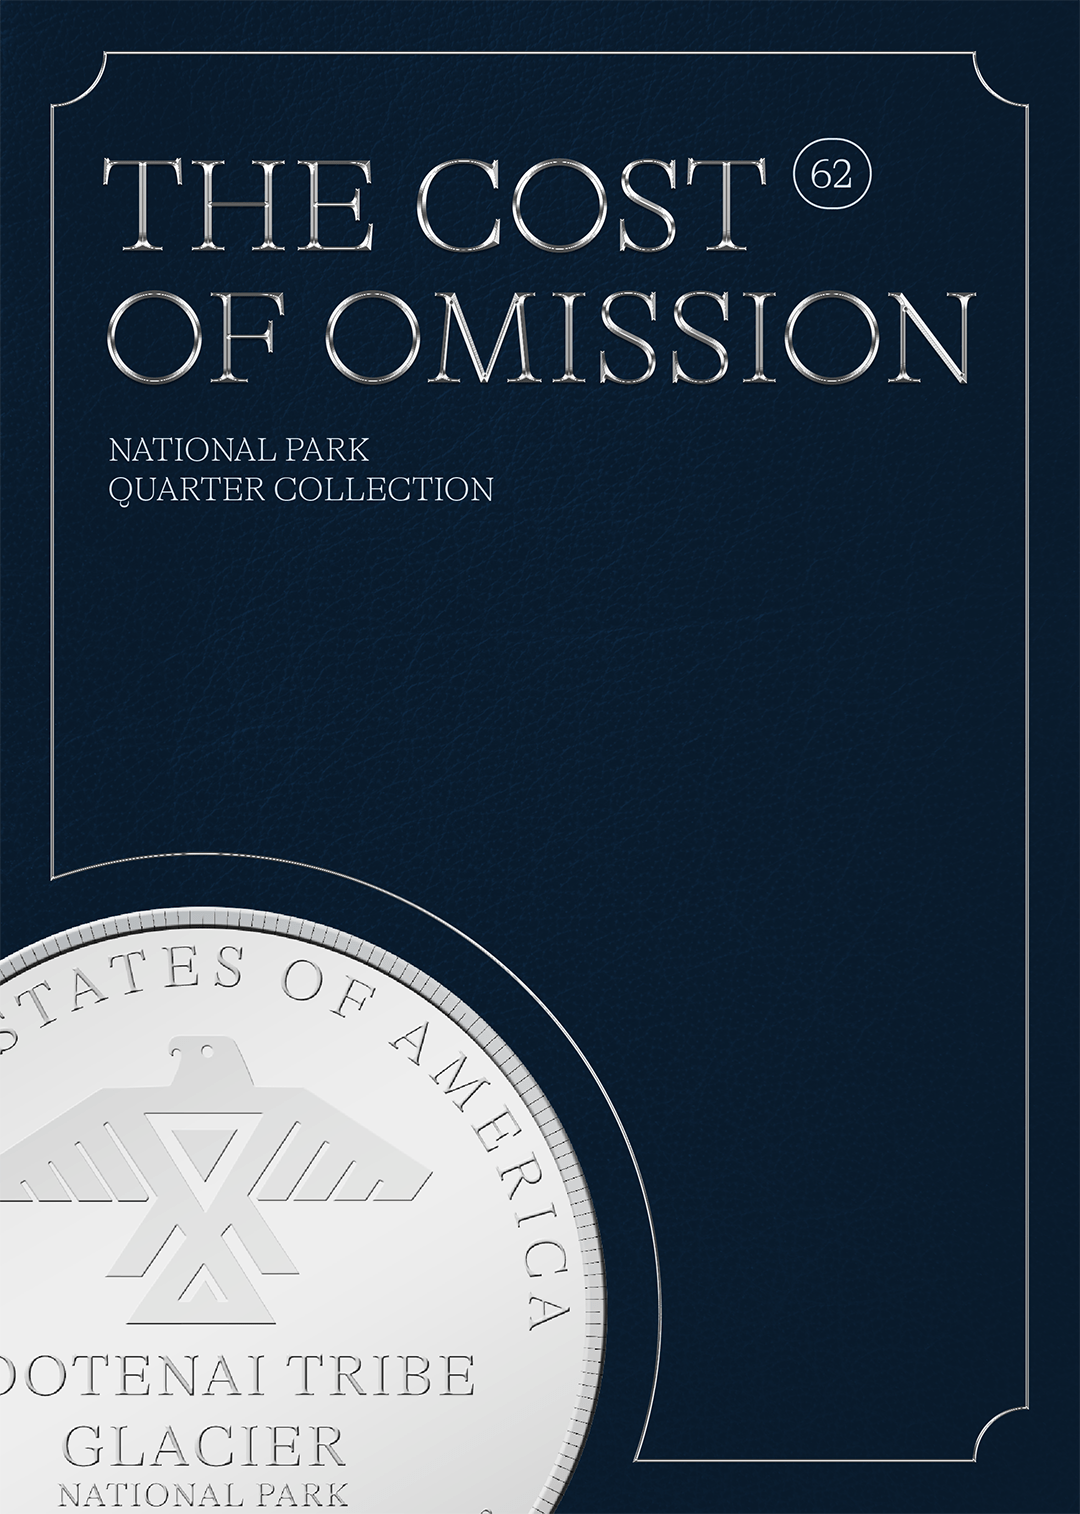 THE COST 62
OF OMISSION
NATIONAL PARK
QUARTER COLLECTION
STATES OF AMERICA
OOTENAI TRIBE
GLACIER
NATIONAL PARK